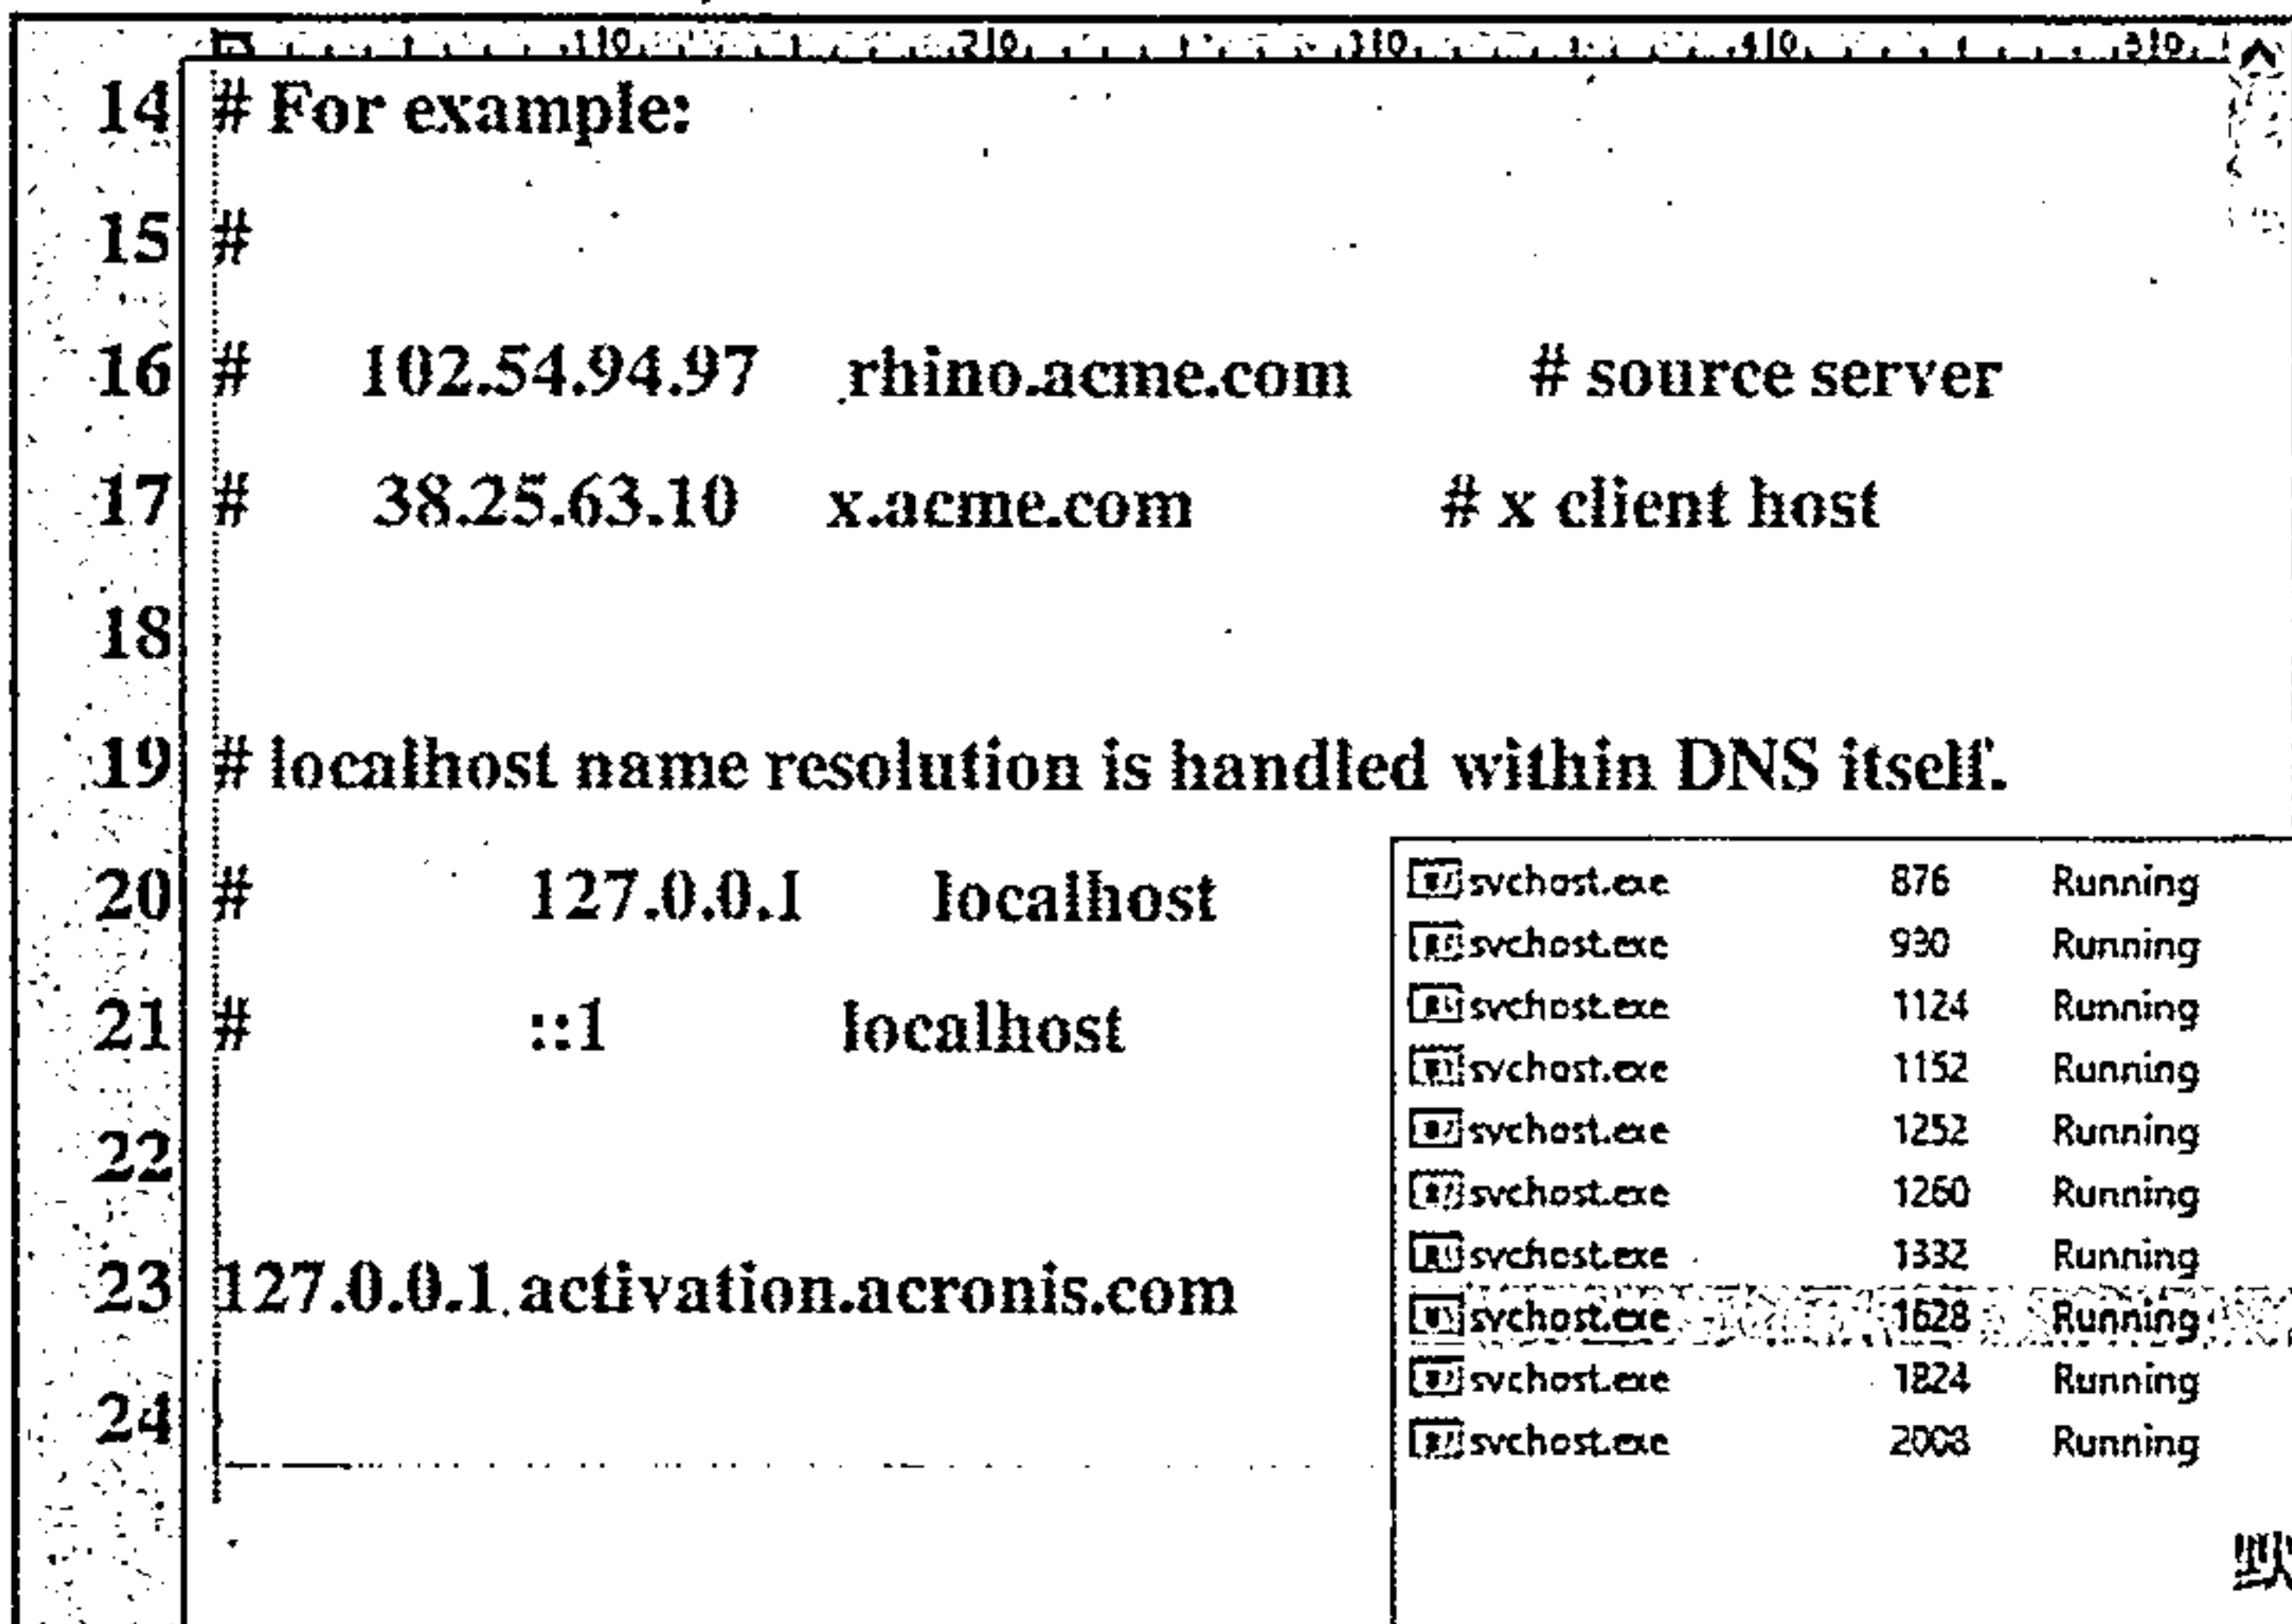 14 # For example:
15 #
16 # 102.54.94.97 rhino.acme.com # source server
17 # 38.25.63.10 x.acme.com # x client host
18
19 # localhost name resolution is handled within DNS itself.
20 # 127.0.0.1 localhost
21 # ::1 localhost
22
23 127.0.0.1 activation.acronis.com
24
svchost.exe 876 Running
svchost.exe 930 Running
svchost.exe 1124 Running
svchost.exe 1152 Running
svchost.exe 1252 Running
svchost.exe 1260 Running
svchost.exe 1332 Running
svchost.exe 1628 Running
svchost.exe 1824 Running
svchost.exe 2008 Running